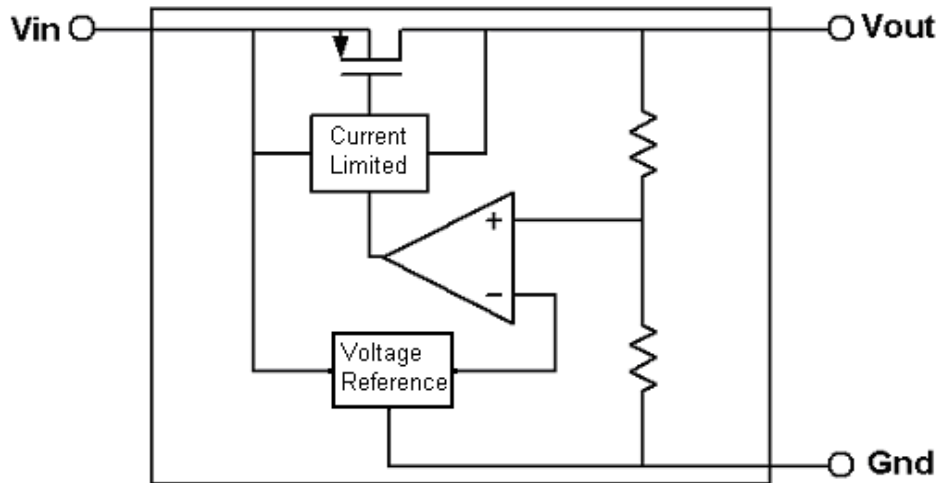 Vin
Vout
Current
Limited
+
−
Voltage
Reference
Gnd